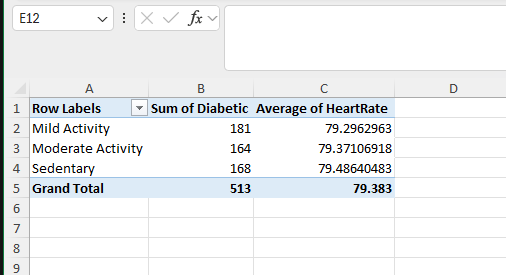 E12 fx
A B C D
1 Row Labels Sum of Diabetic Average of HeartRate
2 Mild Activity 181 79.2962963
3 Moderate Activity 164 79.37106918
4 Sedentary 168 79.48640483
5 Grand Total 513 79.383
6
7
8
9